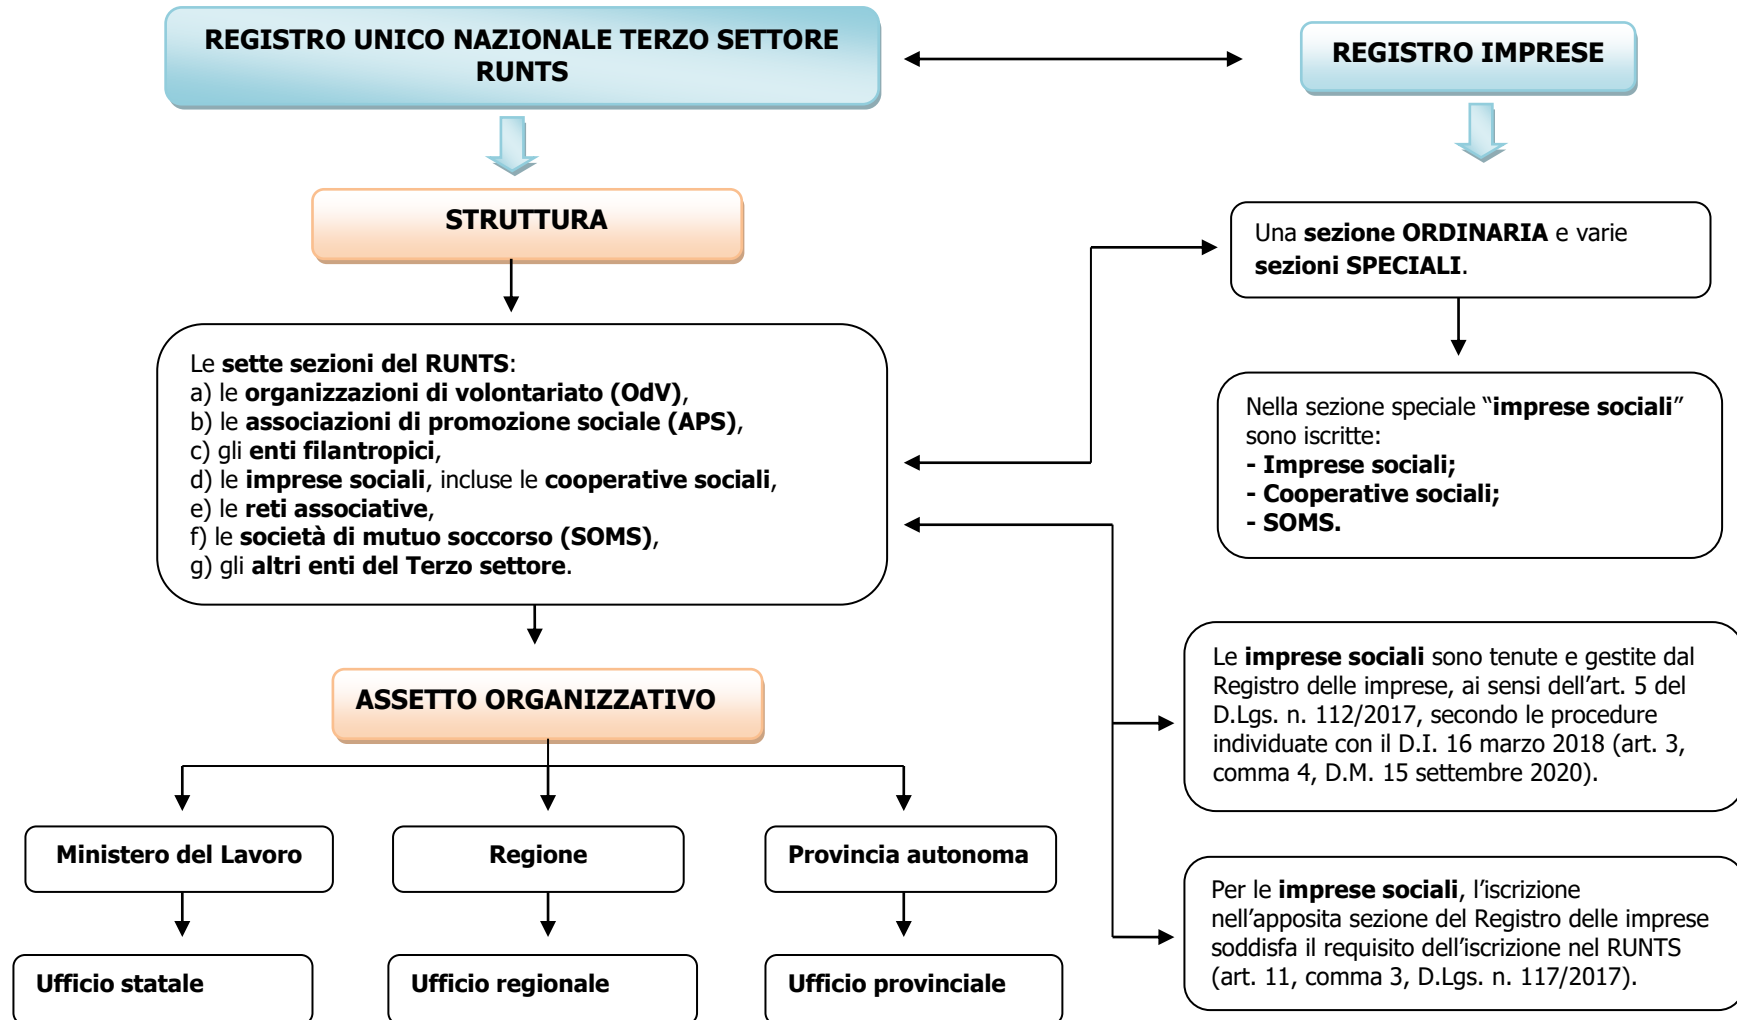 REGISTRO UNICO NAZIONALE TERZO SETTORE
RUNTS
REGISTRO IMPRESE
STRUTTURA
Una sezione ORDINARIA e varie
sezioni SPECIALI.
Le sette sezioni del RUNTS:
a) le organizzazioni di volontariato (OdV),
b) le associazioni di promozione sociale (APS),
c) gli enti filantropici,
d) le imprese sociali, incluse le cooperative sociali,
e) le reti associative,
f) le società di mutuo soccorso (SOMS),
g) gli altri enti del Terzo settore.
Nella sezione speciale “imprese sociali”
sono iscritte:
- Imprese sociali;
- Cooperative sociali;
- SOMS.
Le imprese sociali sono tenute e gestite dal
Registro delle imprese, ai sensi dell’art. 5 del
D.Lgs. n. 112/2017, secondo le procedure
individuate con il D.I. 16 marzo 2018 (art. 3,
comma 4, D.M. 15 settembre 2020).
ASSETTO ORGANIZZATIVO
Ministero del Lavoro
Regione
Provincia autonoma
Per le imprese sociali, l’iscrizione
nell’apposita sezione del Registro delle imprese
soddisfa il requisito dell’iscrizione nel RUNTS
(art. 11, comma 3, D.Lgs. n. 117/2017).
Ufficio statale
Ufficio regionale
Ufficio provinciale